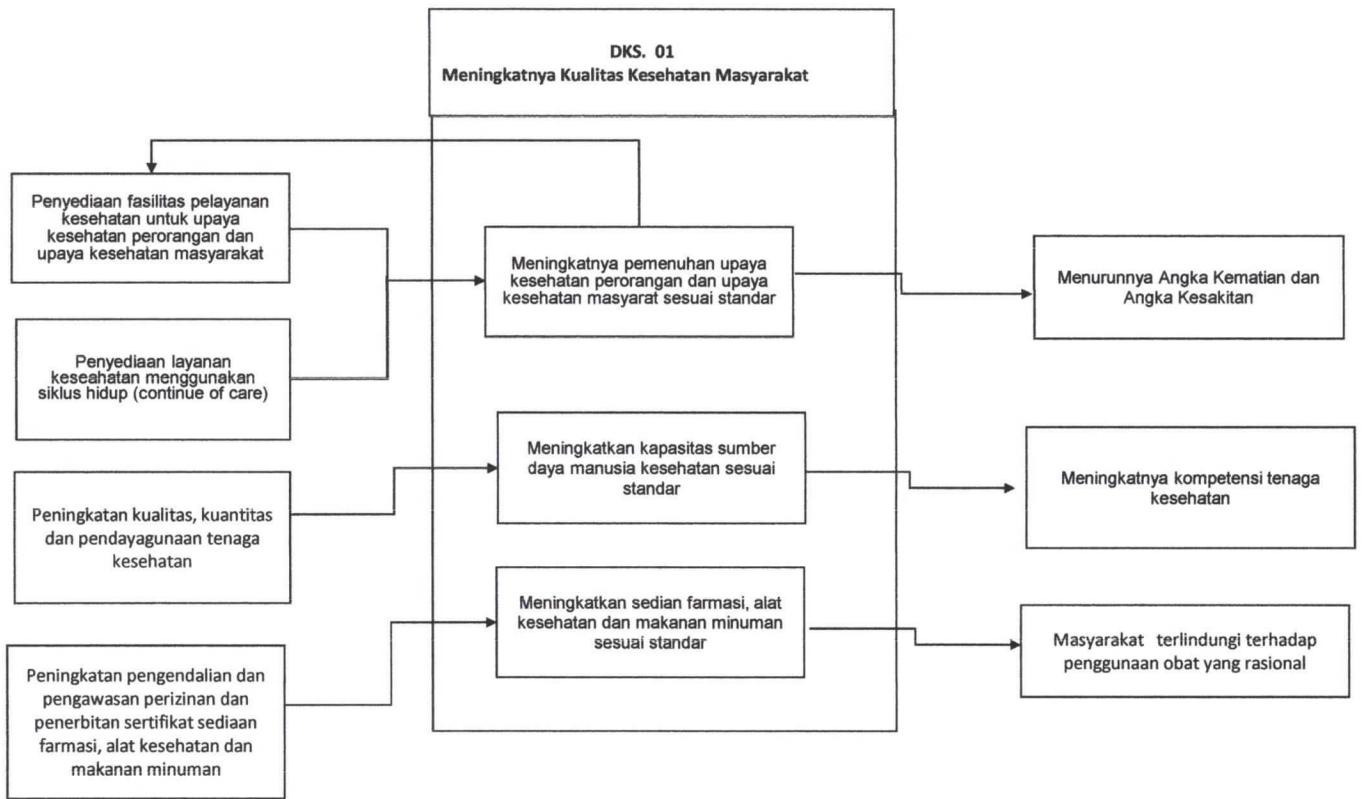 DKS. 01
Meningkatnya Kualitas Kesehatan Masyarakat
Penyediaan fasilitas pelayanan
kesehatan untuk upaya
kesehatan perorangan dan
upaya kesehatan masyarakat
Meningkatnya pemenuhan upaya
kesehatan perorangan dan upaya
kesehatan masyarat sesuai standar
Menurunnya Angka Kematian dan
Angka Kesakitan
Penyediaan layanan
keseahatan menggunakan
siklus hidup (continue of care)
Meningkatkan kapasitas sumber
daya manusia kesehatan sesuai
standar
Meningkatnya kompetensi tenaga
kesehatan
Peningkatan kualitas, kuantitas
dan pendayagunaan tenaga
kesehatan
Meningkatkan sedian farmasi, alat
kesehatan dan makanan minuman
sesuai standar
Masyarakat terlindungi terhadap
penggunaan obat yang rasional
Peningkatan pengendalian dan
pengawasan perizinan dan
penerbitan sertifikat sediaan
farmasi, alat kesehatan dan
makanan minuman